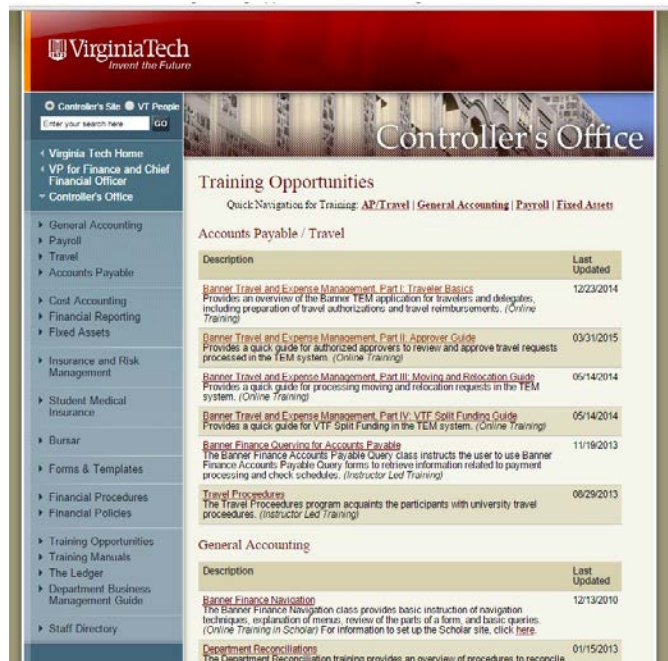 VirginiaTech
Invent the Future
Controller's Site VT People
Enter your search here GO
Controller's Office
Virginia Tech Home
VP for Finance and Chief
Financial Officer
Controller's Office
General Accounting
Payroll
Travel
Accounts Payable
Cost Accounting
Financial Reporting
Fixed Assets
Insurance and Risk
Management
Student Medical
Insurance
Bursar
Forms & Templates
Financial Procedures
Financial Policies
Training Opportunities
Training Manuals
The Ledger
Department Business
Management Guide
Staff Directory
Training Opportunities
Quick Navigation for Training: AP/Travel | General Accounting | Payroll | Fixed Assets
Accounts Payable / Travel
Description Last
Updated
Banner Travel and Expense Management, Part I: Traveler Basics 12/23/2014
Provides an overview of the Banner TEM application for travelers and delegates,
including preparation of travel authorizations and travel reimbursements. (Online
Training)
Banner Travel and Expense Management, Part II: Approver Guide 03/31/2015
Provides a quick guide for authorized approvers to review and approve travel requests
processed in the TEM system. (Online Training)
Banner Travel and Expense Management, Part III: Moving and Relocation Guide 05/14/2014
Provides a quick guide for processing moving and relocation requests in the TEM
system. (Online Training)
Banner Travel and Expense Management, Part IV: VTF Split Funding Guide 05/14/2014
Provides a quick guide for VTF Split Funding in the TEM system. (Online Training)
Banner Finance Querying for Accounts Payable 11/19/2013
The Banner Finance Accounts Payable Query class instructs the user to use Banner
Finance Accounts Payable Query forms to retrieve information related to payment
processing and check schedules. (Instructor Led Training)
Travel Proceedures 08/29/2013
The Travel Proceedures program acquaints the participants with university travel
proceedures. (Instructor Led Training)
General Accounting
Description Last
Updated
Banner Finance Navigation 12/13/2010
The Banner Finance Navigation class provides basic instruction of navigation
techniques, explanation of menus, review of the parts of a form, and basic queries.
(Online Training in Scholar) For information to set up the Scholar site, click here.
Department Reconciliations 01/15/2013
The Department Reconciliation training provides an overview of procedures to reconcile